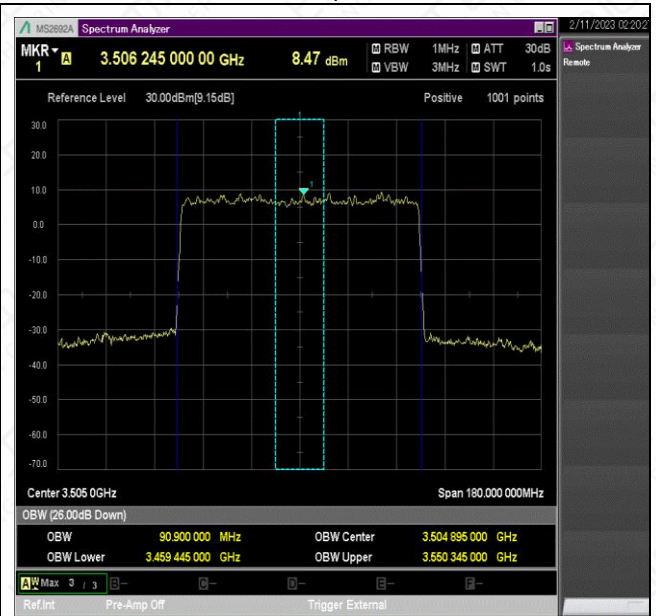 MS2692A Spectrum Analyzer
2/11/2023 02:20:27
MKR 1 A 3.506 245 000 00 GHz 8.47 dBm
M RBW 1MHz M ATT 30dB
M VBW 3MHz M SWT 1.0s
Spectrum Analyzer
Remote
Reference Level 30.00dBm[9.15dB] Positive 1001 points
1
30.0
20.0
10.0
1
0.0
-10.0
-20.0
-30.0
-40.0
-50.0
-60.0
-70.0
Center 3.505 0GHz Span 180.000 000MHz
OBW (26.00dB Down)
OBW 90.900 000 MHz OBW Center 3.504 895 000 GHz
OBW Lower 3.459 445 000 GHz OBW Upper 3.550 345 000 GHz
A W Max 3 / 3 B- C- D- E- F-
Ref.Int Pre-Amp Off Trigger External